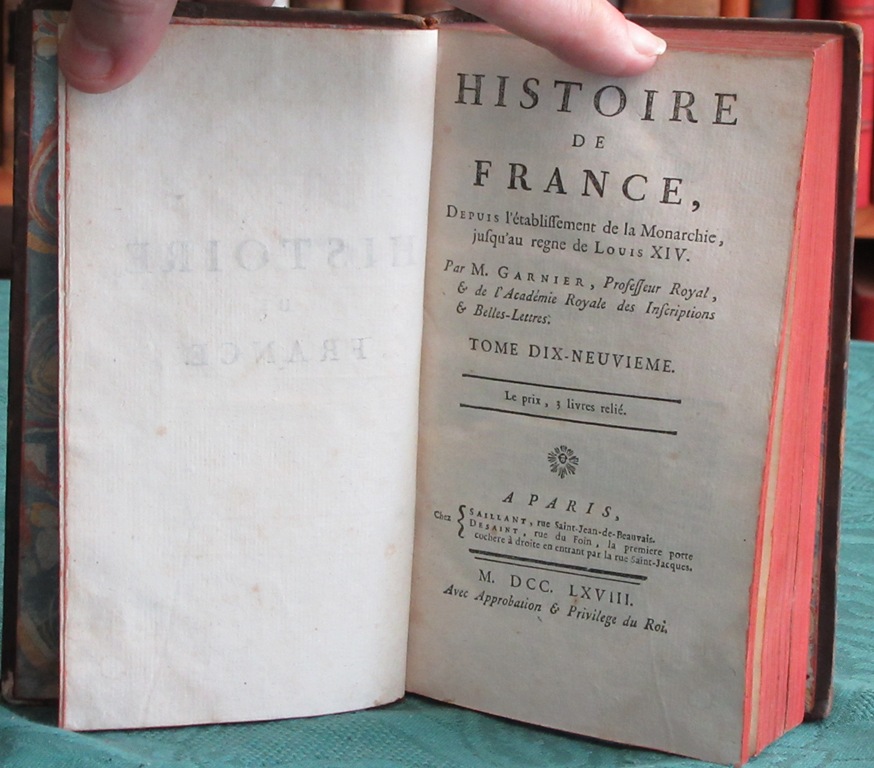 HISTOIRE
DE
FRANCE,
DEPUIS l'établissement de la Monarchie,
jusqu'au regne de LOUIS XIV.
Par M. GARNIER, Professeur Royal,
& de l'Académie Royale des Inscriptions
& Belles-Lettres.
TOME DIX-NEUVIEME.
Le prix, 3 livres relié.
A PARIS,
Chez { SAILLANT, rue Saint-Jean-de-Beauvais.
DESAINT, rue du Foin, la premiere porte
cochere à droite en entrant par la rue Saint-Jacques.
M. DCC. LXVIII.
Avec Approbation & Privilege du Roi.